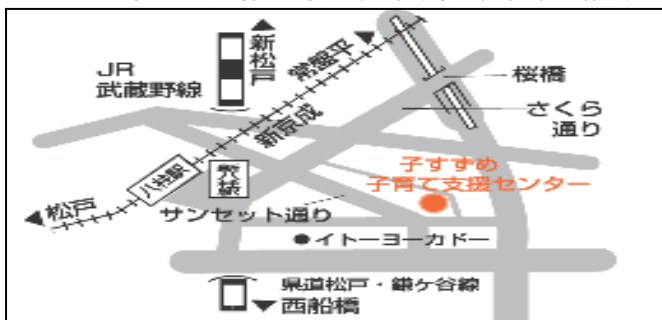 新松戸
JR
武蔵野線
常盤平
新京成
桜橋
さくら
通り
子すずめ
子育て支援センター
八柱駅
松戸
サンセット通り
●イトーヨーカドー
県道松戸・鎌ケ谷線
西船橋